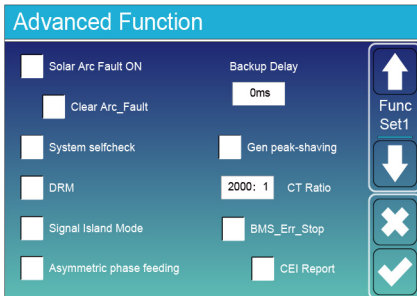 Advanced Function
Solar Arc Fault ON
Backup Delay
0ms
Clear Arc_Fault
Func
Set1
System selfcheck
Gen peak-shaving
DRM
2000: 1
CT Ratio
Signal Island Mode
BMS_Err_Stop
Asymmetric phase feeding
CEI Report